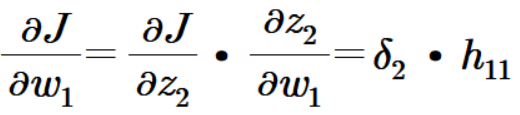 ∂J/∂w₁ = ∂J/∂z₂ • ∂z₂/∂w₁ = δ₂ • h₁₁